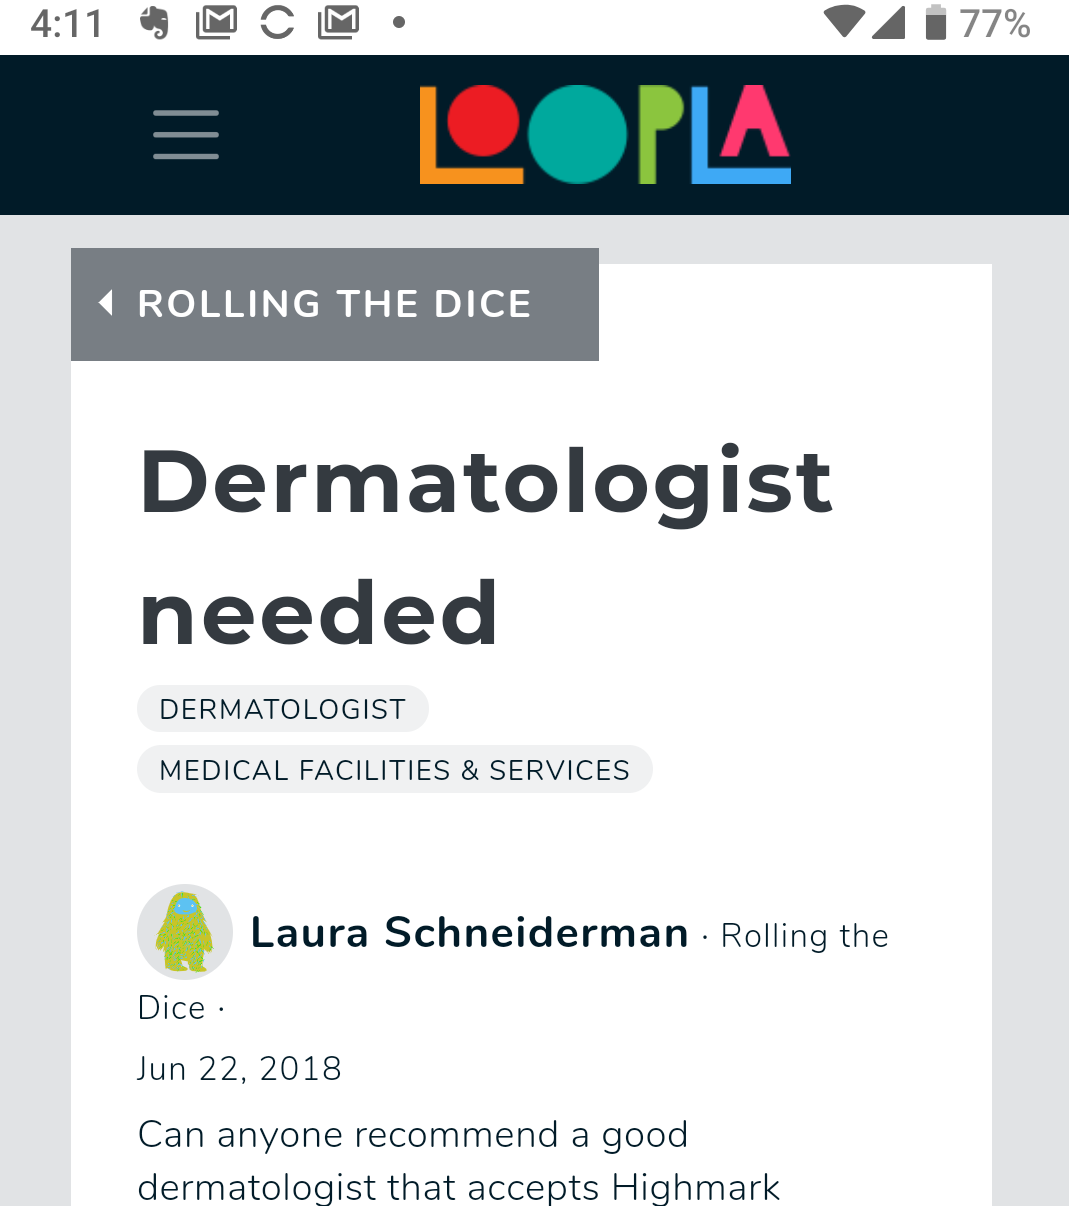 4:11 77%
LOOPLA
ROLLING THE DICE
Dermatologist
needed
DERMATOLOGIST
MEDICAL FACILITIES & SERVICES
Laura Schneiderman · Rolling the
Dice ·
Jun 22, 2018
Can anyone recommend a good
dermatologist that accepts Highmark